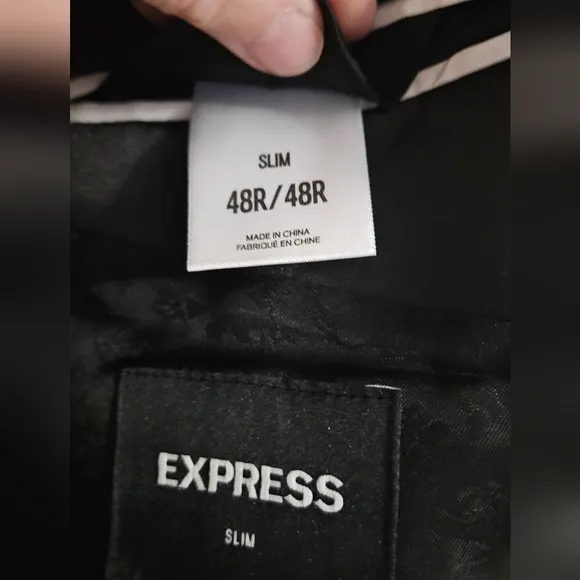 SLIM
48R/48R
MADE IN CHINA
FABRIQUÉ EN CHINE
EXPRESS
SLIM